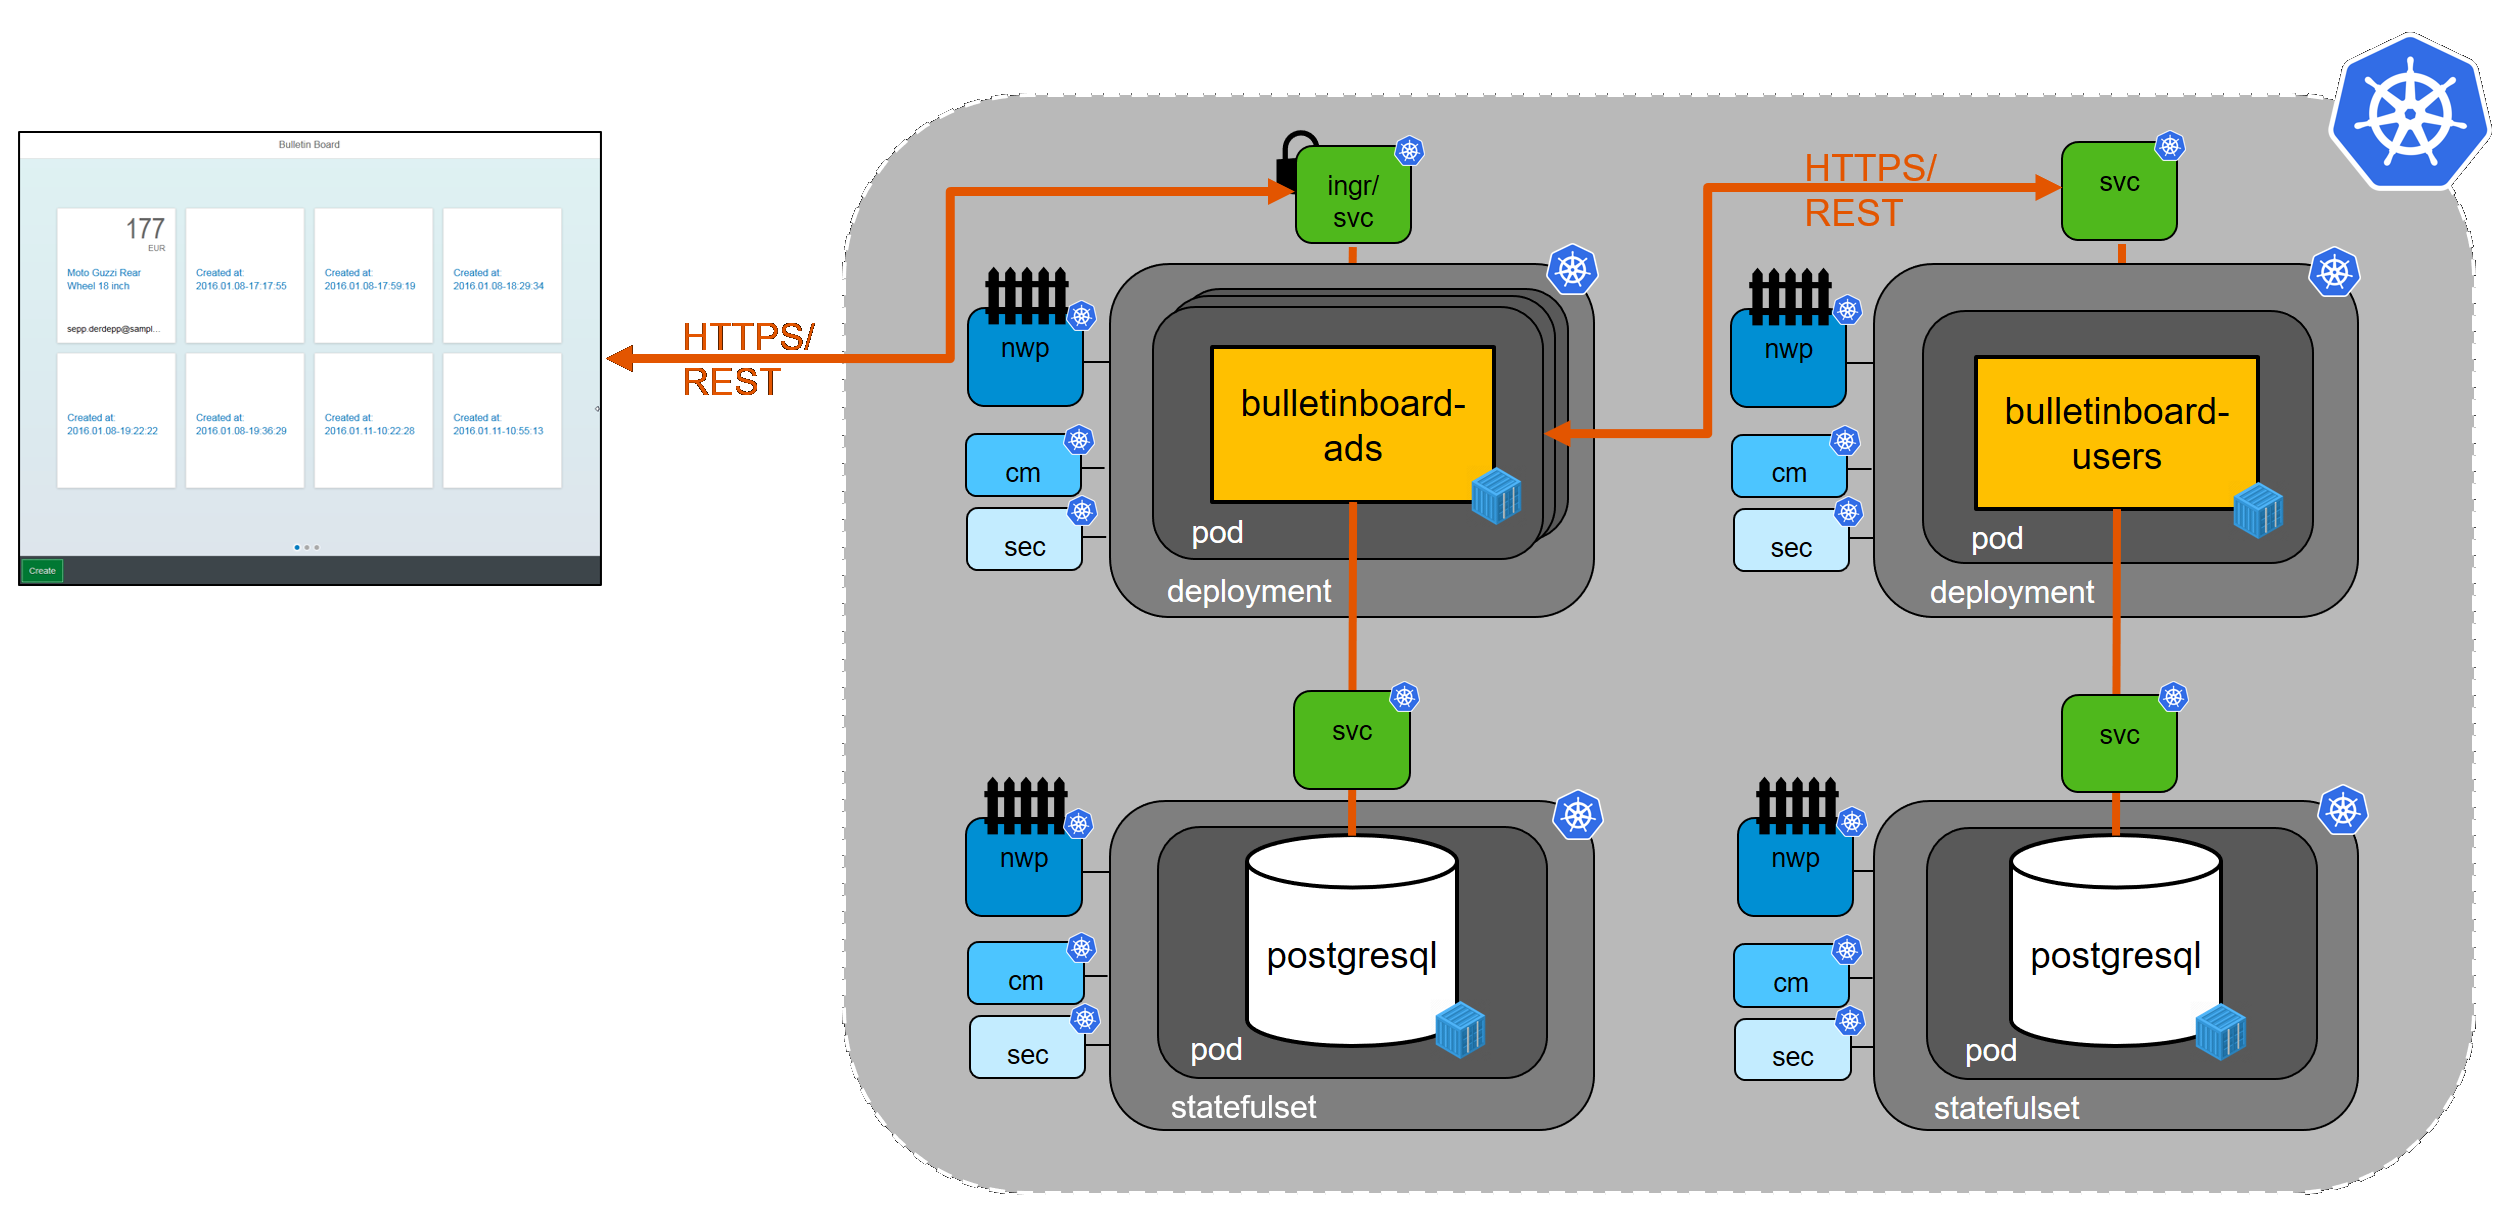 Bulletin Board
177
EUR
Moto Guzzi Rear
Wheel 18 inch
sepp.derdepp@sampl...
Created at:
2016.01.08-17:17:55
Created at:
2016.01.08-17:59:19
Created at:
2016.01.08-18:29:34
Created at:
2016.01.08-19:22:22
Created at:
2016.01.08-19:36:29
Created at:
2016.01.11-10:22:28
Created at:
2016.01.11-10:55:13
Create
HTTPS/
REST
ingr/
svc
nwp
cm
sec
bulletinboard-
ads
pod
deployment
HTTPS/
REST
svc
nwp
cm
sec
bulletinboard-
users
pod
deployment
svc
nwp
cm
sec
postgresql
pod
statefulset
svc
nwp
cm
sec
postgresql
pod
statefulset